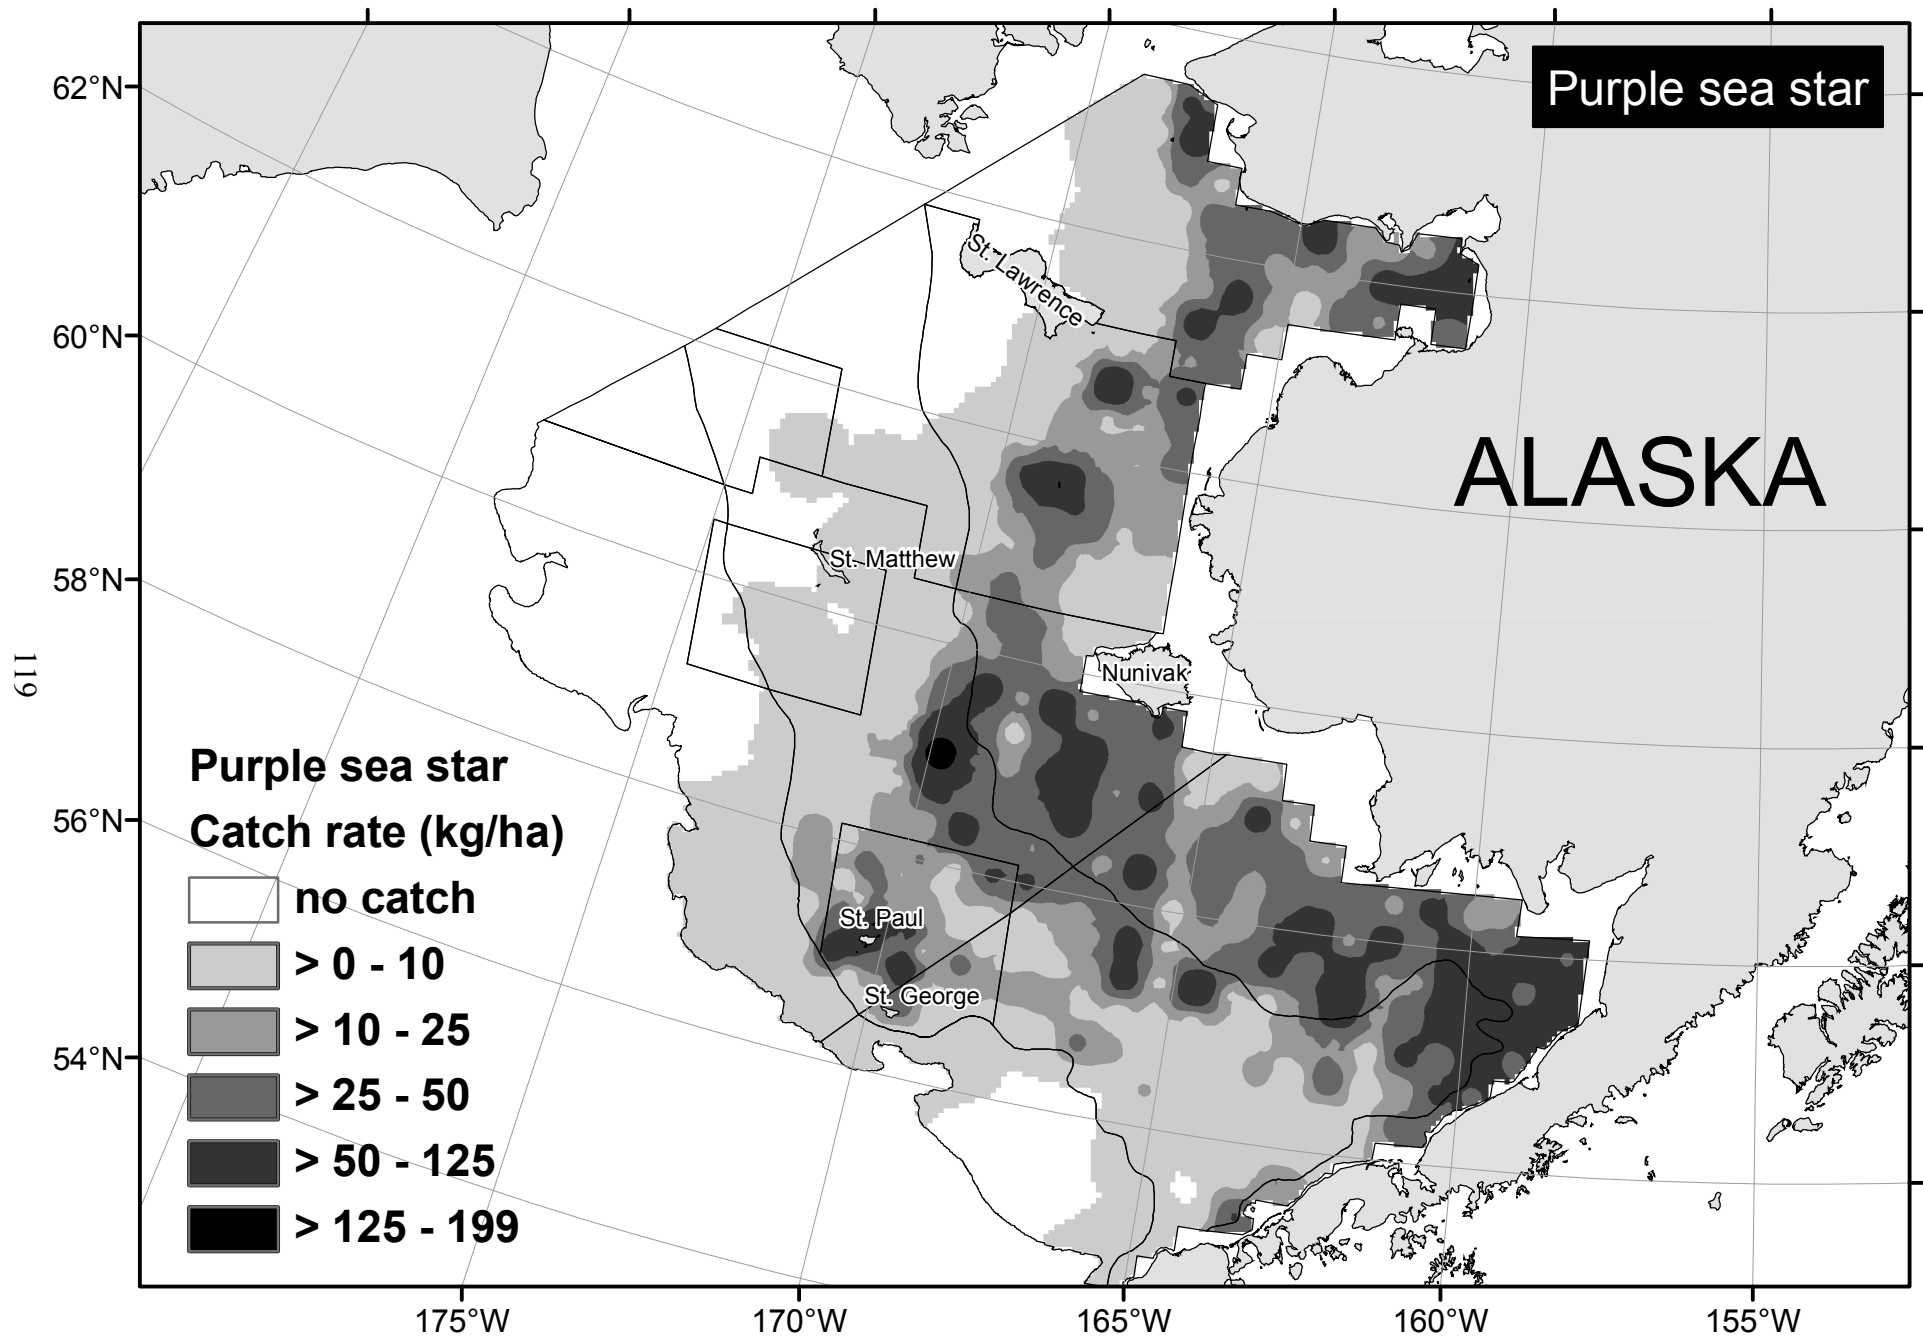 Purple sea star
62°N
60°N
58°N
56°N
54°N
119
ALASKA
St. Lawrence
St. Matthew
Nunivak
St. Paul
St. George
Purple sea star
Catch rate (kg/ha)
no catch
> 0 - 10
> 10 - 25
> 25 - 50
> 50 - 125
> 125 - 199
175°W
170°W
165°W
160°W
155°W